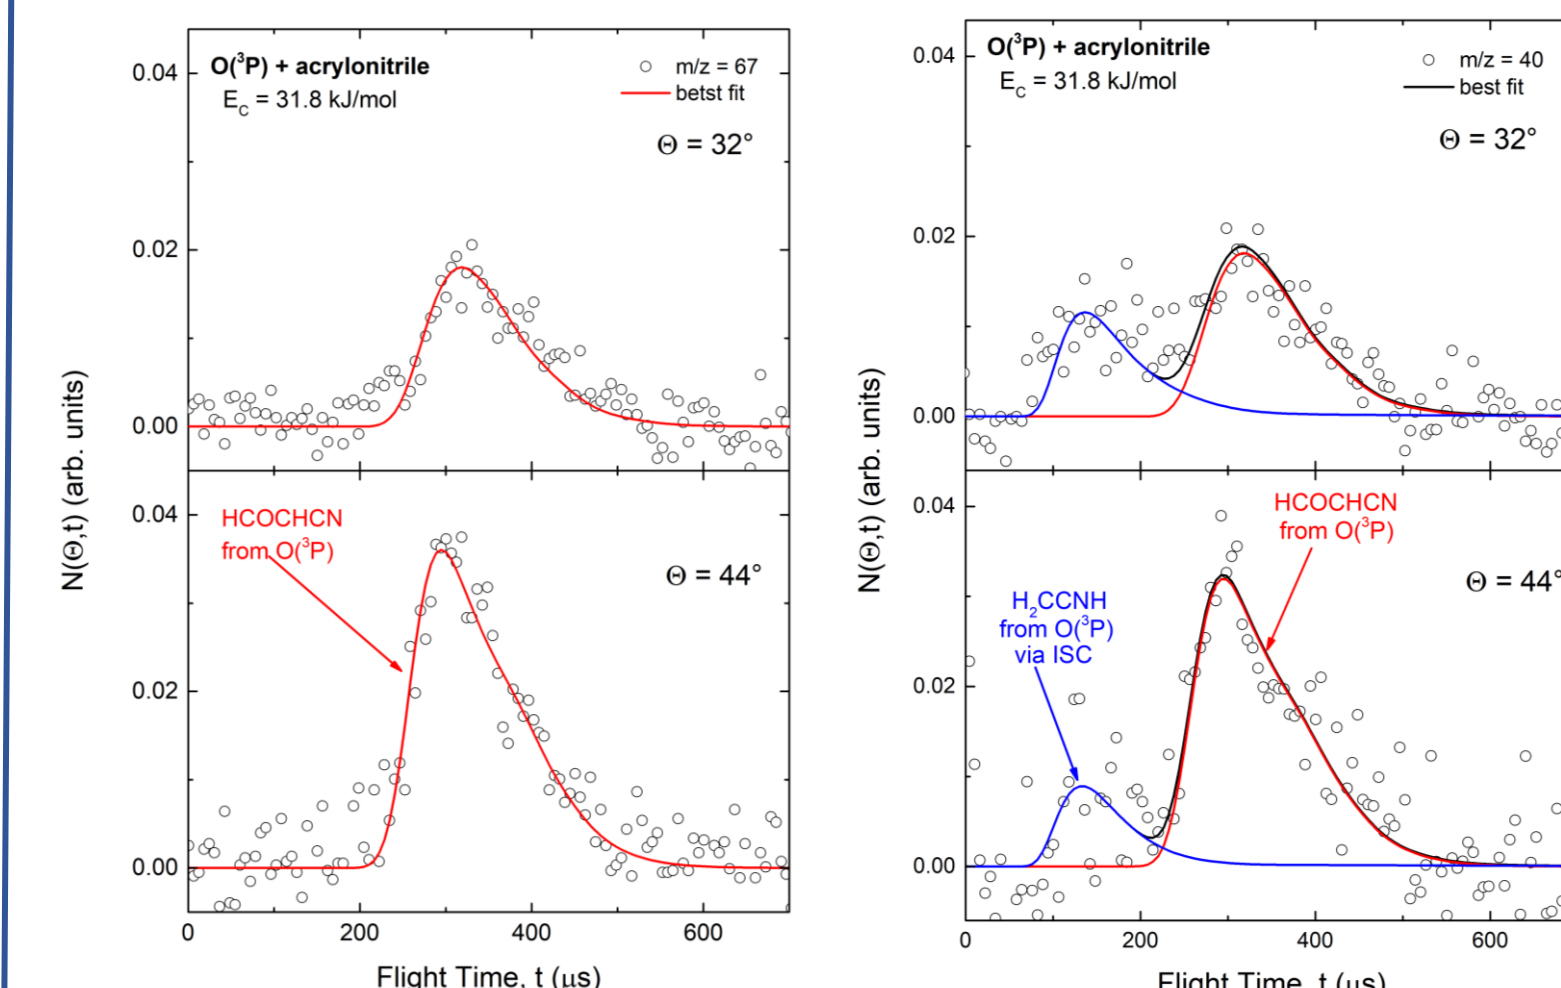 O(³P) + acrylonitrile
E_C = 31.8 kJ/mol
m/z = 67
betst fit
Θ = 32°
0.04
0.02
0.00
HCOCHCN
from O(³P)
Θ = 44°
0.04
0.02
0.00
0 200 400 600
N(Θ,t) (arb. units)
Flight Time, t (μs)
O(³P) + acrylonitrile
E_C = 31.8 kJ/mol
m/z = 40
best fit
Θ = 32°
0.04
0.02
0.00
HCOCHCN
from O(³P)
H₂CCNH
from O(³P)
via ISC
Θ = 44°
0.04
0.02
0.00
0 200 400 600
N(Θ,t) (arb. units)
Flight Time, t (μs)